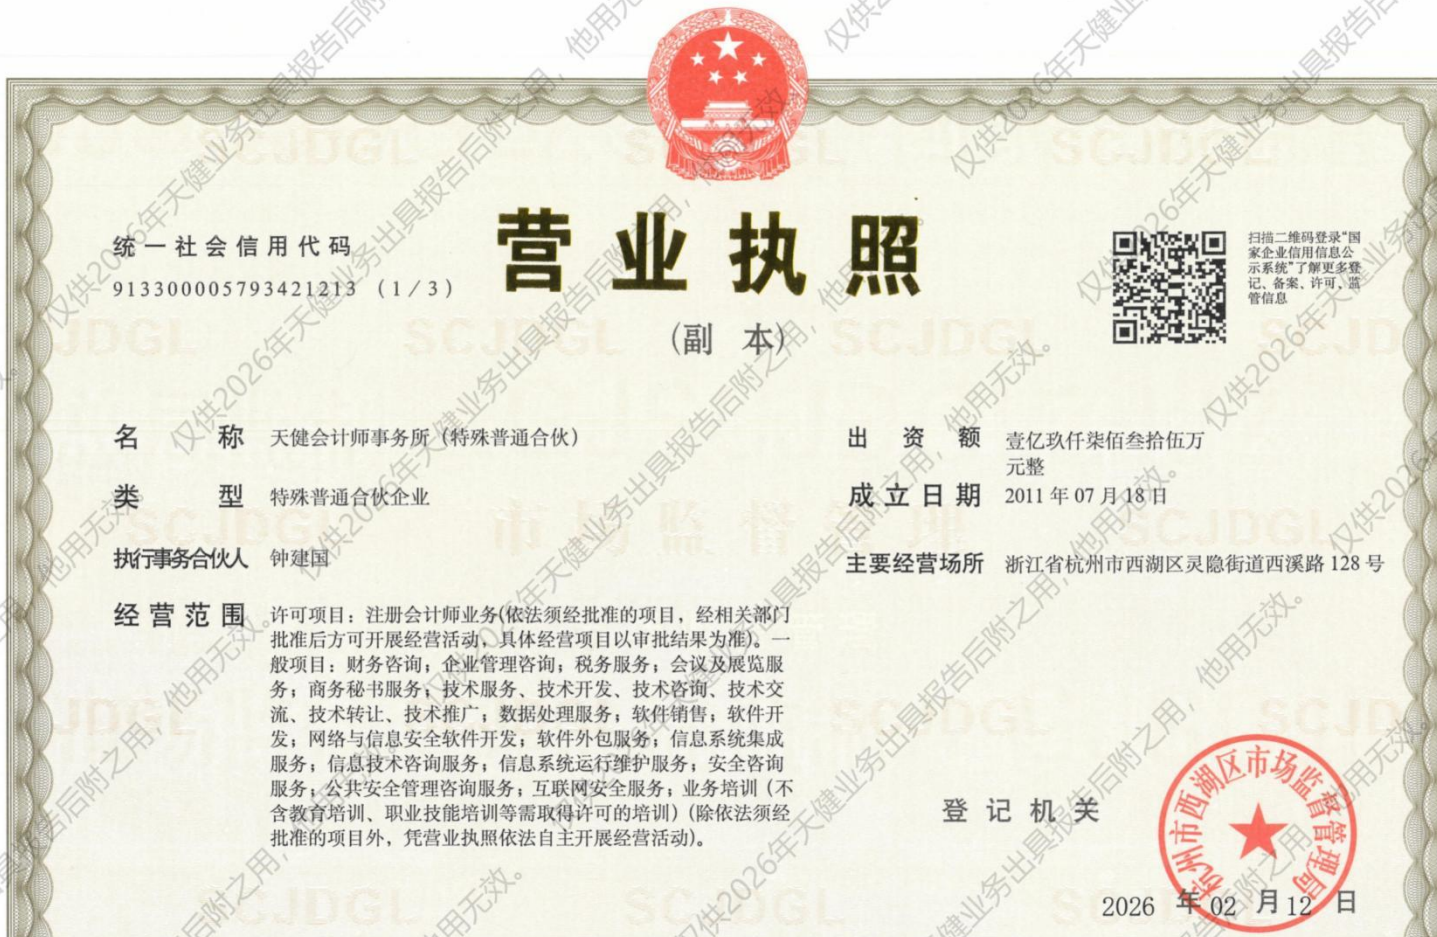 营业执照
(副 本)
统一社会信用代码
913300005793421213 (1/3)
扫描二维码登录“国
家企业信用信息公
示系统”了解更多登
记、备案、许可、监
管信息
名 称 天健会计师事务所（特殊普通合伙）
类 型 特殊普通合伙企业
执行事务合伙人 钟建国
经营范围 许可项目：注册会计师业务(依法须经批准的项目，经相关部门
批准后方可开展经营活动，具体经营项目以审批结果为准)。一
般项目：财务咨询；企业管理咨询；税务服务；会议及展览服
务；商务秘书服务；技术服务、技术开发、技术咨询、技术交
流、技术转让、技术推广；数据处理服务；软件销售；软件开
发；网络与信息安全软件开发；软件外包服务；信息系统集成
服务；信息技术咨询服务；信息系统运行维护服务；安全咨询
服务；公共安全管理咨询服务；互联网安全服务；业务培训（不
含教育培训、职业技能培训等需取得许可的培训）(除依法须经
批准的项目外，凭营业执照依法自主开展经营活动)。
出 资 额 壹亿玖仟柒佰叁拾伍万
元整
成立日期 2011 年 07 月 18 日
主要经营场所 浙江省杭州市西湖区灵隐街道西溪路 128 号
登记机关
杭州市西湖区市场监督管理局
2026 年 02 月 12 日
仅供2026年天健业务出具报告后附之用，他用无效。
SCJDGL
市场监督管理